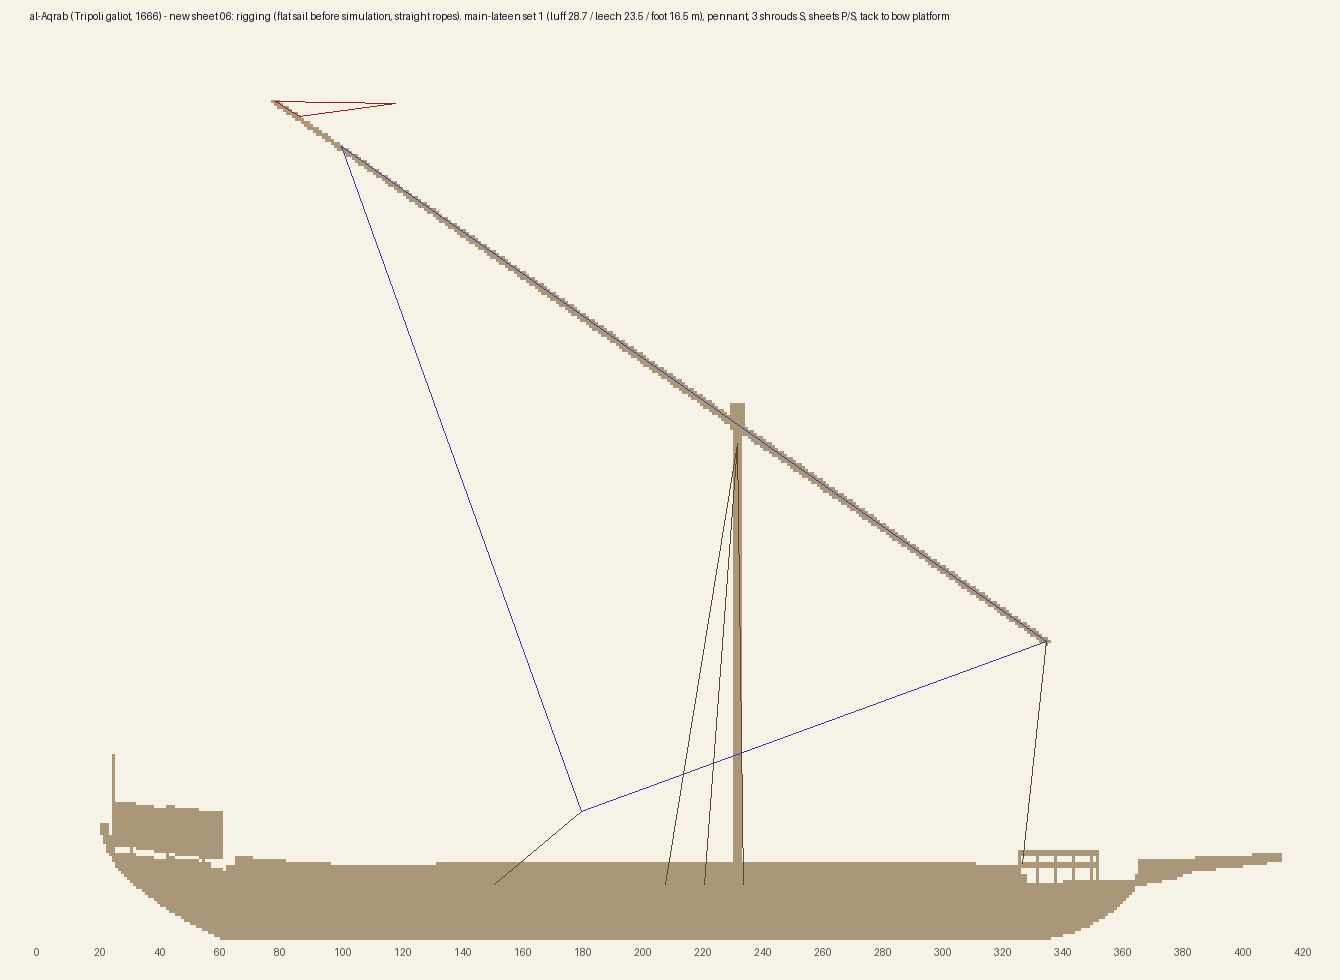 al-Aqrab (Tripoli galiot, 1666) - new sheet 06: rigging (flat sail before simulation, straight ropes). main-lateen set 1 (luff 28.7 / leech 23.5 / foot 16.5 m), pennant, 3 shrouds S, sheets P/S, tack to bow platform
0 20 40 60 80 100 120 140 160 180 200 220 240 260 280 300 320 340 360 380 400 420